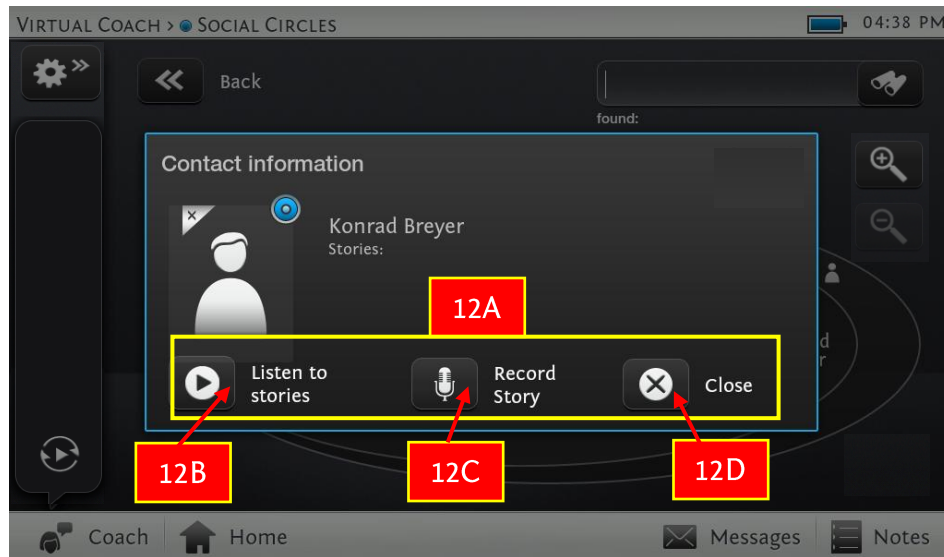 VIRTUAL COACH > SOCIAL CIRCLES
04:38 PM
Back
found:
Contact information
Konrad Breyer
Stories:
12A
d
r
Listen to
stories
Record
Story
Close
12B
12C
12D
Coach
Home
Messages
Notes